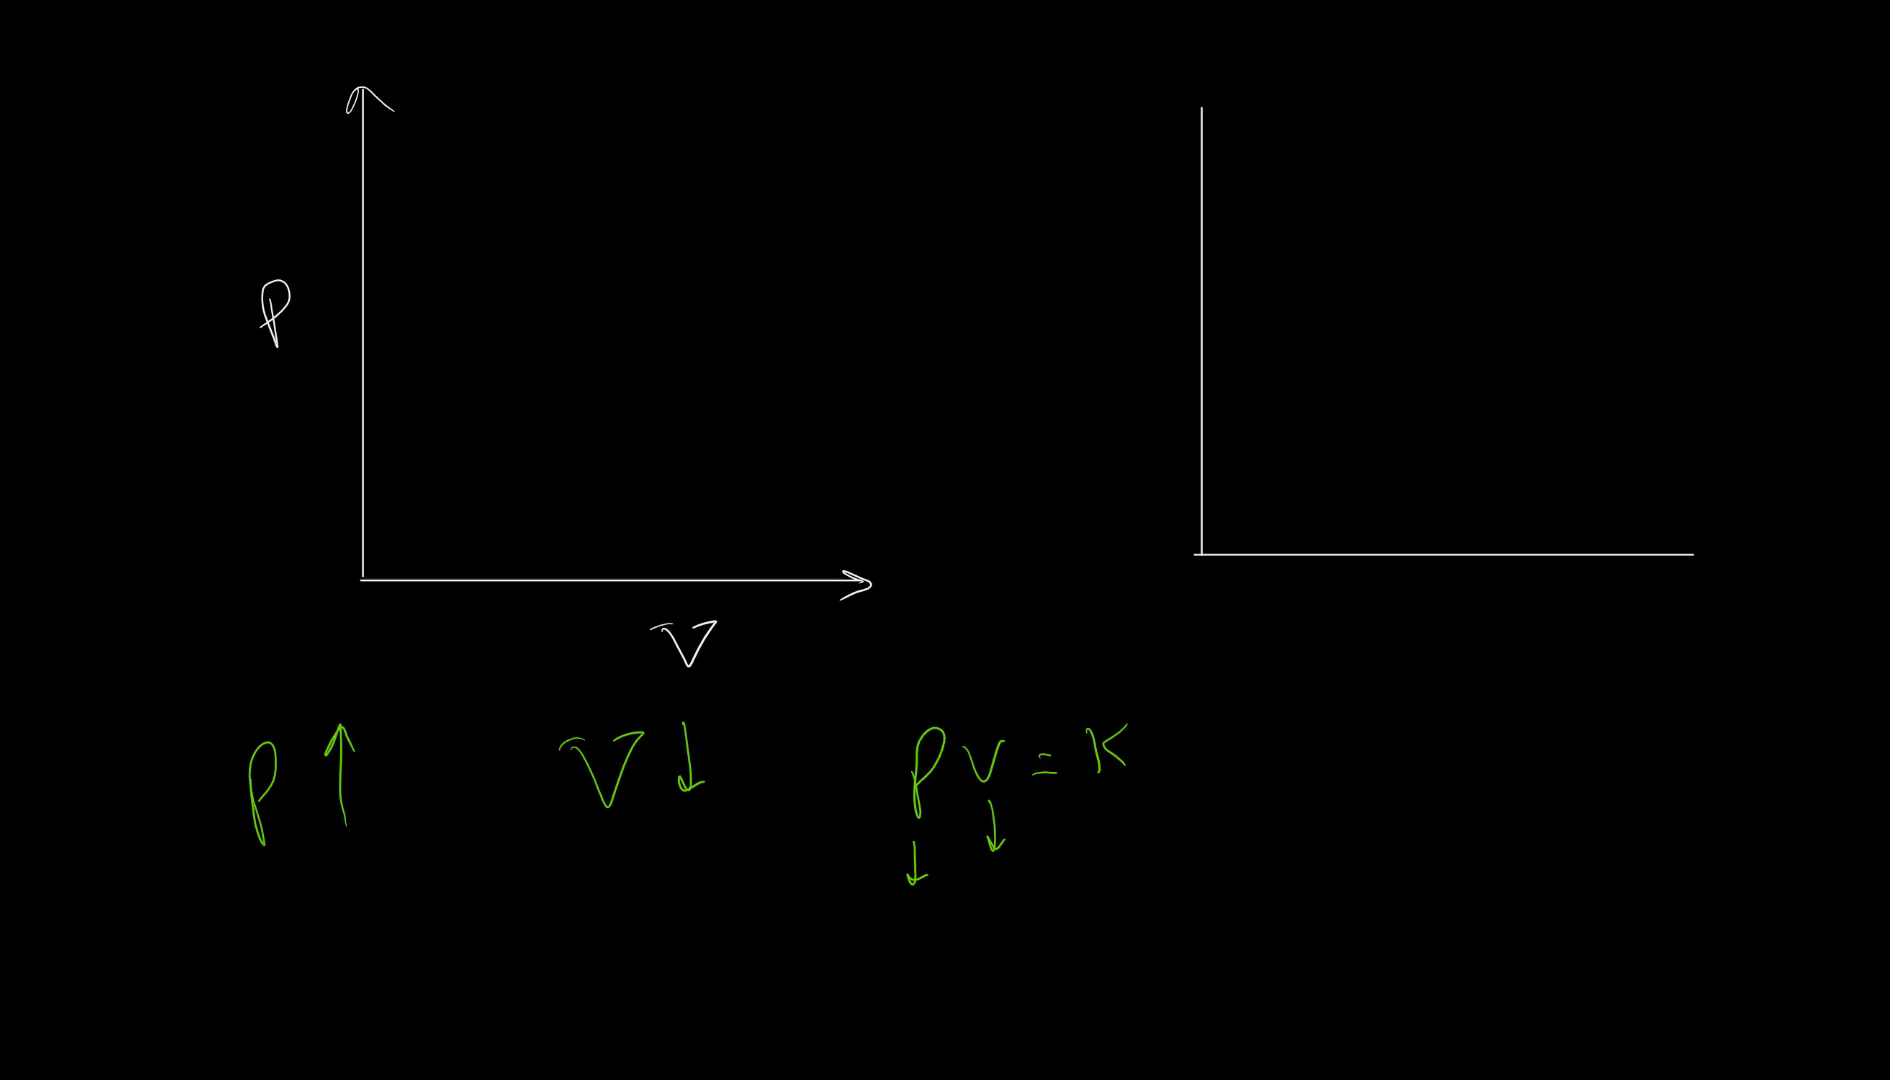 P
V
P ↑ V ↓ PV = K
↓ ↓